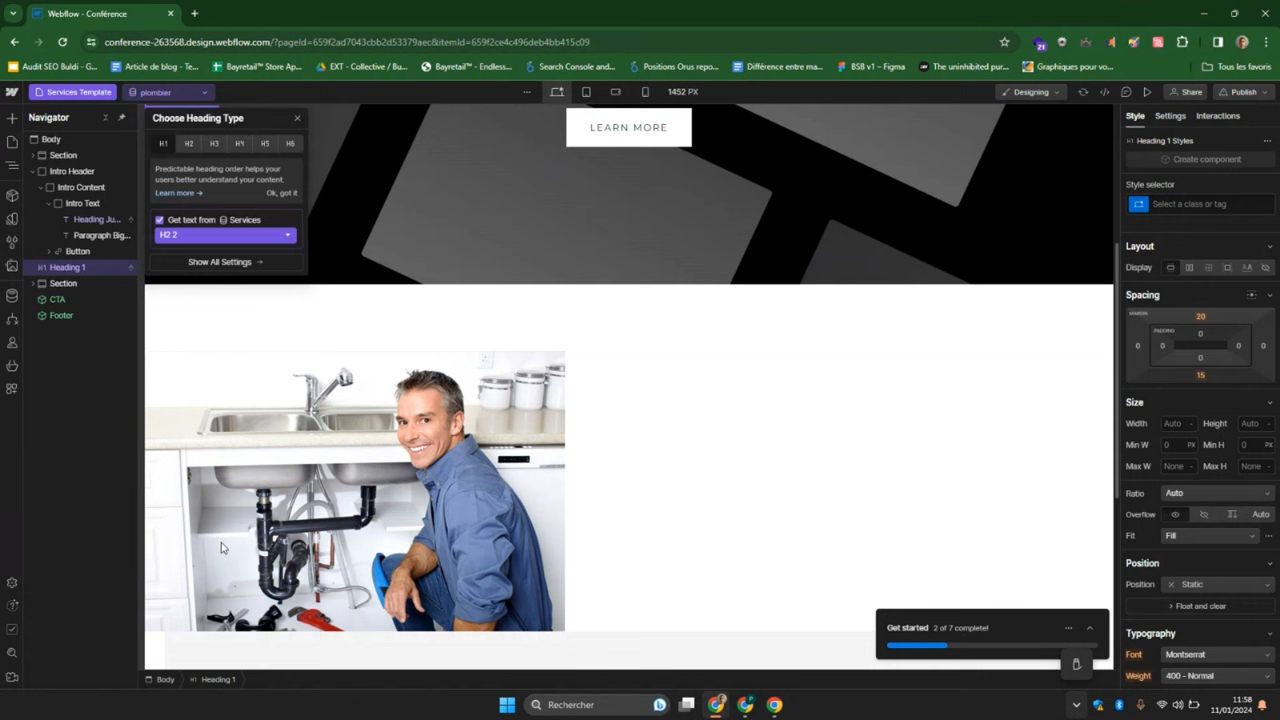 Webflow - Conférence
conference-263568.design.webflow.com/?pageId=659f2ad7043cbb2d53379aec&itemId=659f2ce4c496deb4bb415c09
Audit SEO Buldi - G...
Article de blog - Te...
Bayretail™ Store Ap...
EXT - Collective / Bu...
Bayretail™ - Endless...
Search Console and...
Positions Orus repo...
Différence entre ma...
BSB v1 – Figma
The uninhibited pur...
Graphiques pour vo...
Tous les favoris
Services Template
plombier
1452 PX
Designing
Share
Publish
Navigator
Body
Section
Intro Header
Intro Content
Intro Text
Heading Ju...
Paragraph Big...
Button
H1 Heading 1
Section
CTA
Footer
Choose Heading Type
H1 H2 H3 H4 H5 H6
Predictable heading order helps your
users better understand your content.
Learn more → Ok, got it
Get text from Services
H2 2
Show All Settings →
LEARN MORE
Get started 2 of 7 complete!
Style Settings Interactions
Heading 1 Styles
Create component
Style selector
Select a class or tag
Layout
Display
Spacing
MARGIN 20
PADDING 0
0 0 0 0
0
15
Size
Width Auto Height Auto
Min W 0 PX Min H 0 PX
Max W None Max H None
Ratio Auto
Overflow Auto
Fit Fill
Position
Position Static
Float and clear
Typography
Font Montserrat
Weight 400 - Normal
Body H1 Heading 1
Rechercher
11:58
11/01/2024